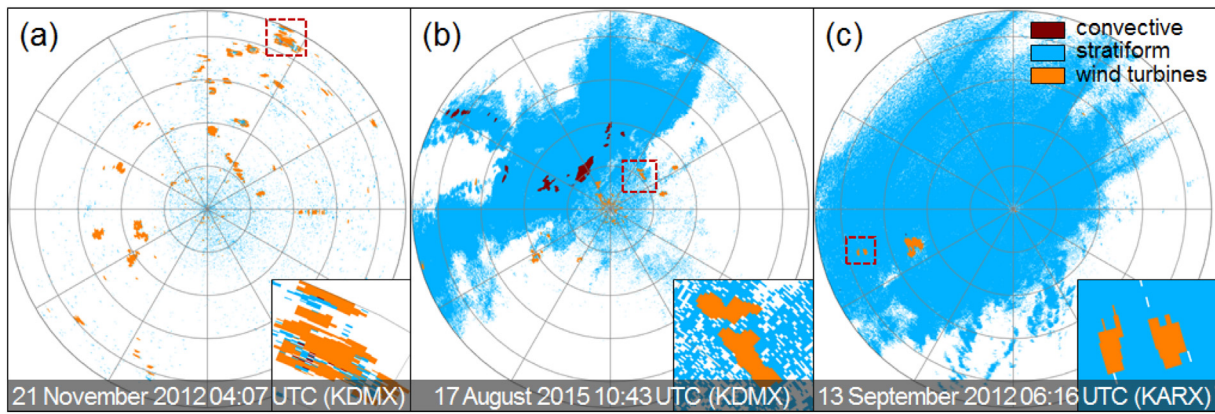 (a)
(b)
(c)
convective
stratiform
wind turbines
21 November 2012 04:07 UTC (KDMX)
17 August 2015 10:43 UTC (KDMX)
13 September 2012 06:16 UTC (KARX)